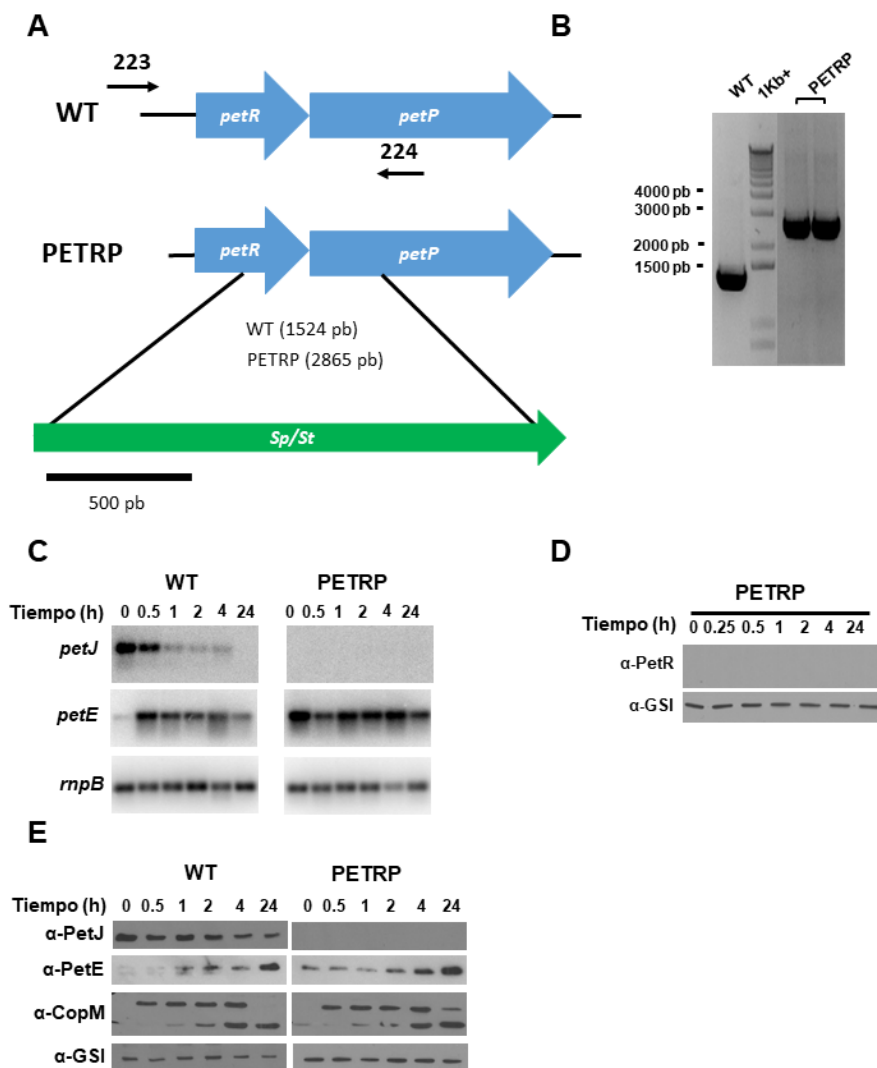 A
223
WT
petR
petP
224
PETRP
petR
petP
WT (1524 pb)
PETRP (2865 pb)
Sp/St
500 pb
B
WT
1Kb+
PETRP
4000 pb
3000 pb
2000 pb
1500 pb
C
WT
PETRP
Tiempo (h) 0 0.5 1 2 4 24 0 0.5 1 2 4 24
petJ
petE
rnpB
D
PETRP
Tiempo (h) 0 0.25 0.5 1 2 4 24
α-PetR
α-GSI
E
WT
PETRP
Tiempo (h) 0 0.5 1 2 4 24 0 0.5 1 2 4 24
α-PetJ
α-PetE
α-CopM
α-GSI